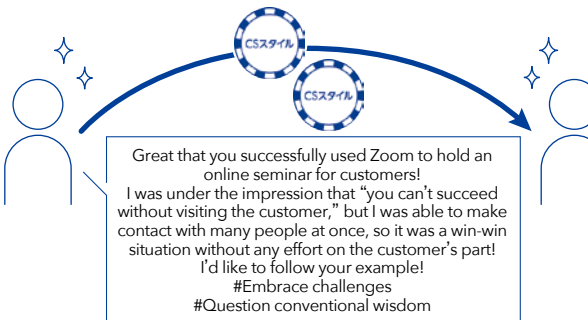 CSスタイル
CSスタイル
Great that you successfully used Zoom to hold an
online seminar for customers!
I was under the impression that “you can’t succeed
without visiting the customer,” but I was able to make
contact with many people at once, so it was a win-win
situation without any effort on the customer’s part!
I’d like to follow your example!
#Embrace challenges
#Question conventional wisdom